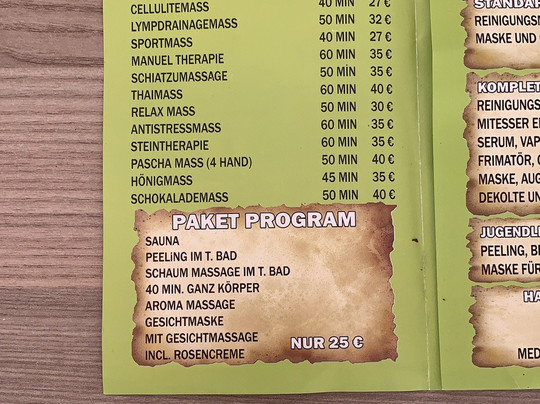 CELLULITEMASS 40 MIN 27 €
LYMPDRAINAGEMASS 50 MIN 32 €
SPORTMASS 40 MIN 27 €
MANUEL THERAPIE 60 MIN 35 €
SCHIATZUMASSAGE 50 MİN 35 €
THAIMASS 60 MIN 40 €
RELAX MASS 50 MIN 30 €
ANTISTRESSMASS 60 MIN 35 €
STEINTHERAPIE 60 MIN 35 €
PASCHA MASS (4 HAND) 50 MIN 40 €
HÖNIGMASS 45 MIN 35 €
SCHOKALADEMASS 50 MIN 40 €
PAKET PROGRAM
SAUNA
PEELiNG IM T. BAD
SCHAUM MASSAGE IM T. BAD
40 MIN. GANZ KÖRPER
AROMA MASSAGE
GESICHTMASKE
MIT GESICHTMASSAGE
INCL. ROSENCREME
NUR 25 €
STANDAR
REINIGUNGSM
MASKE UND
KOMPLET
REINIGUNGS
MITESSER E
SERUM, VAP
FRIMATÖR,
MASKE, AUG
DEKOLTE UN
JUGENDLI
PEELING, B
MASKE FÜR
HA
MED